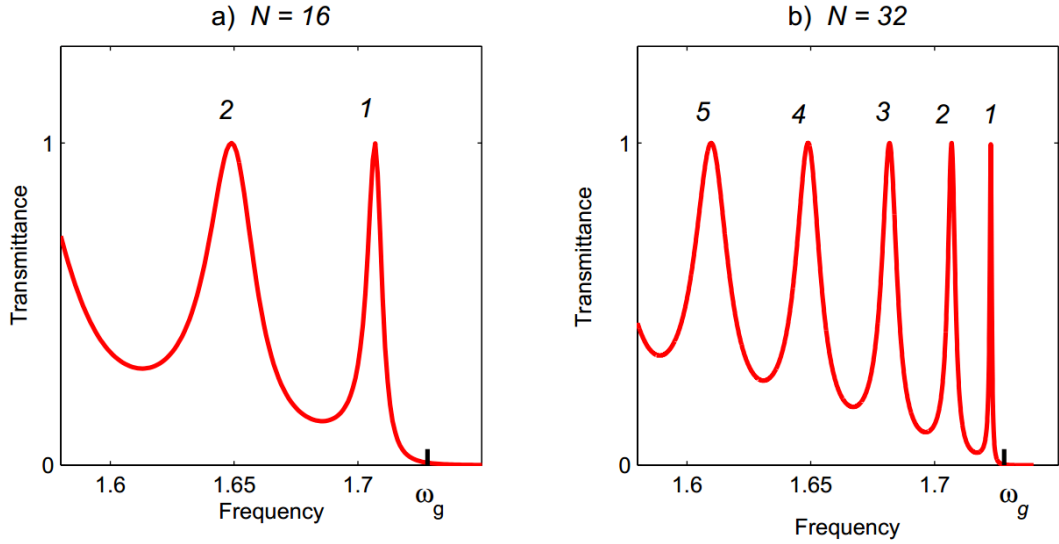 a) N = 16
Transmittance
1
0
2
1
1.6
1.65
1.7
ωg
Frequency
b) N = 32
Transmittance
1
0
5
4
3
2
1
1.6
1.65
1.7
ωg
Frequency